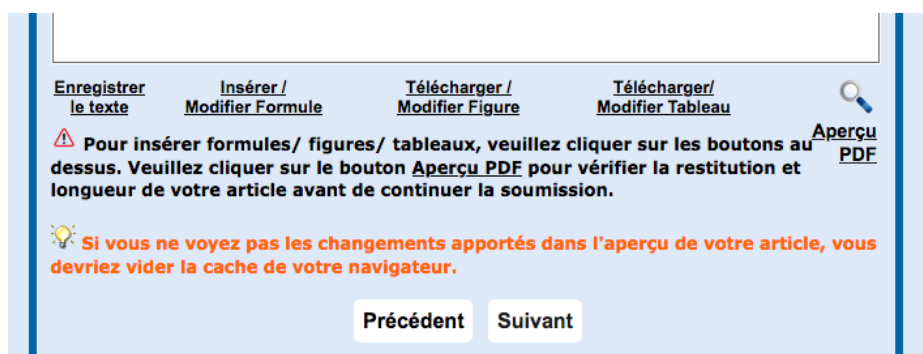 Enregistrer le texte
Insérer / Modifier Formule
Télécharger / Modifier Figure
Télécharger/ Modifier Tableau
Aperçu PDF
Pour insérer formules/ figures/ tableaux, veuillez cliquer sur les boutons au
dessus. Veuillez cliquer sur le bouton Aperçu PDF pour vérifier la restitution et
longueur de votre article avant de continuer la soumission.
Si vous ne voyez pas les changements apportés dans l'aperçu de votre article, vous
devriez vider la cache de votre navigateur.
Précédent Suivant